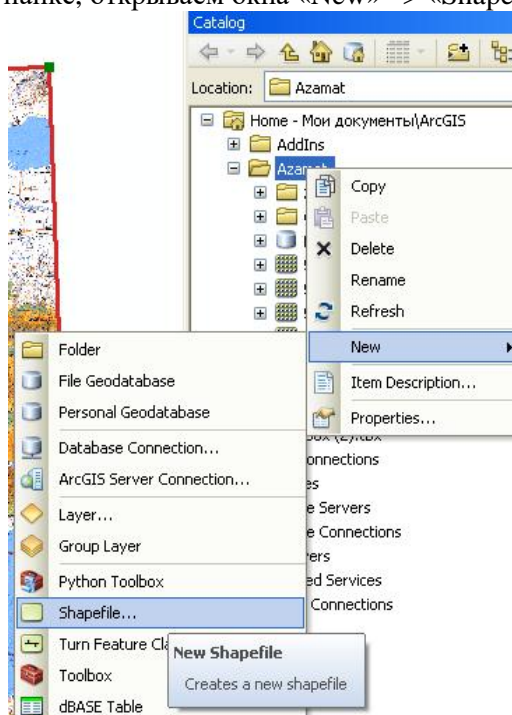 папке, открываем окна «New» –> «Shape
Catalog
Location: Azamat
Home - Мои документы\ArcGIS
AddIns
Azamat
Copy
Paste
Delete
Rename
Refresh
New
Item Description...
Properties...
Folder
File Geodatabase
Personal Geodatabase
Database Connection...
ArcGIS Server Connection...
Layer...
Group Layer
Python Toolbox
Shapefile...
Turn Feature Cla
Toolbox
dBASE Table
(2).tbx
onnections
es
e Servers
e Connections
ers
ed Services
Connections
New Shapefile
Creates a new shapefile